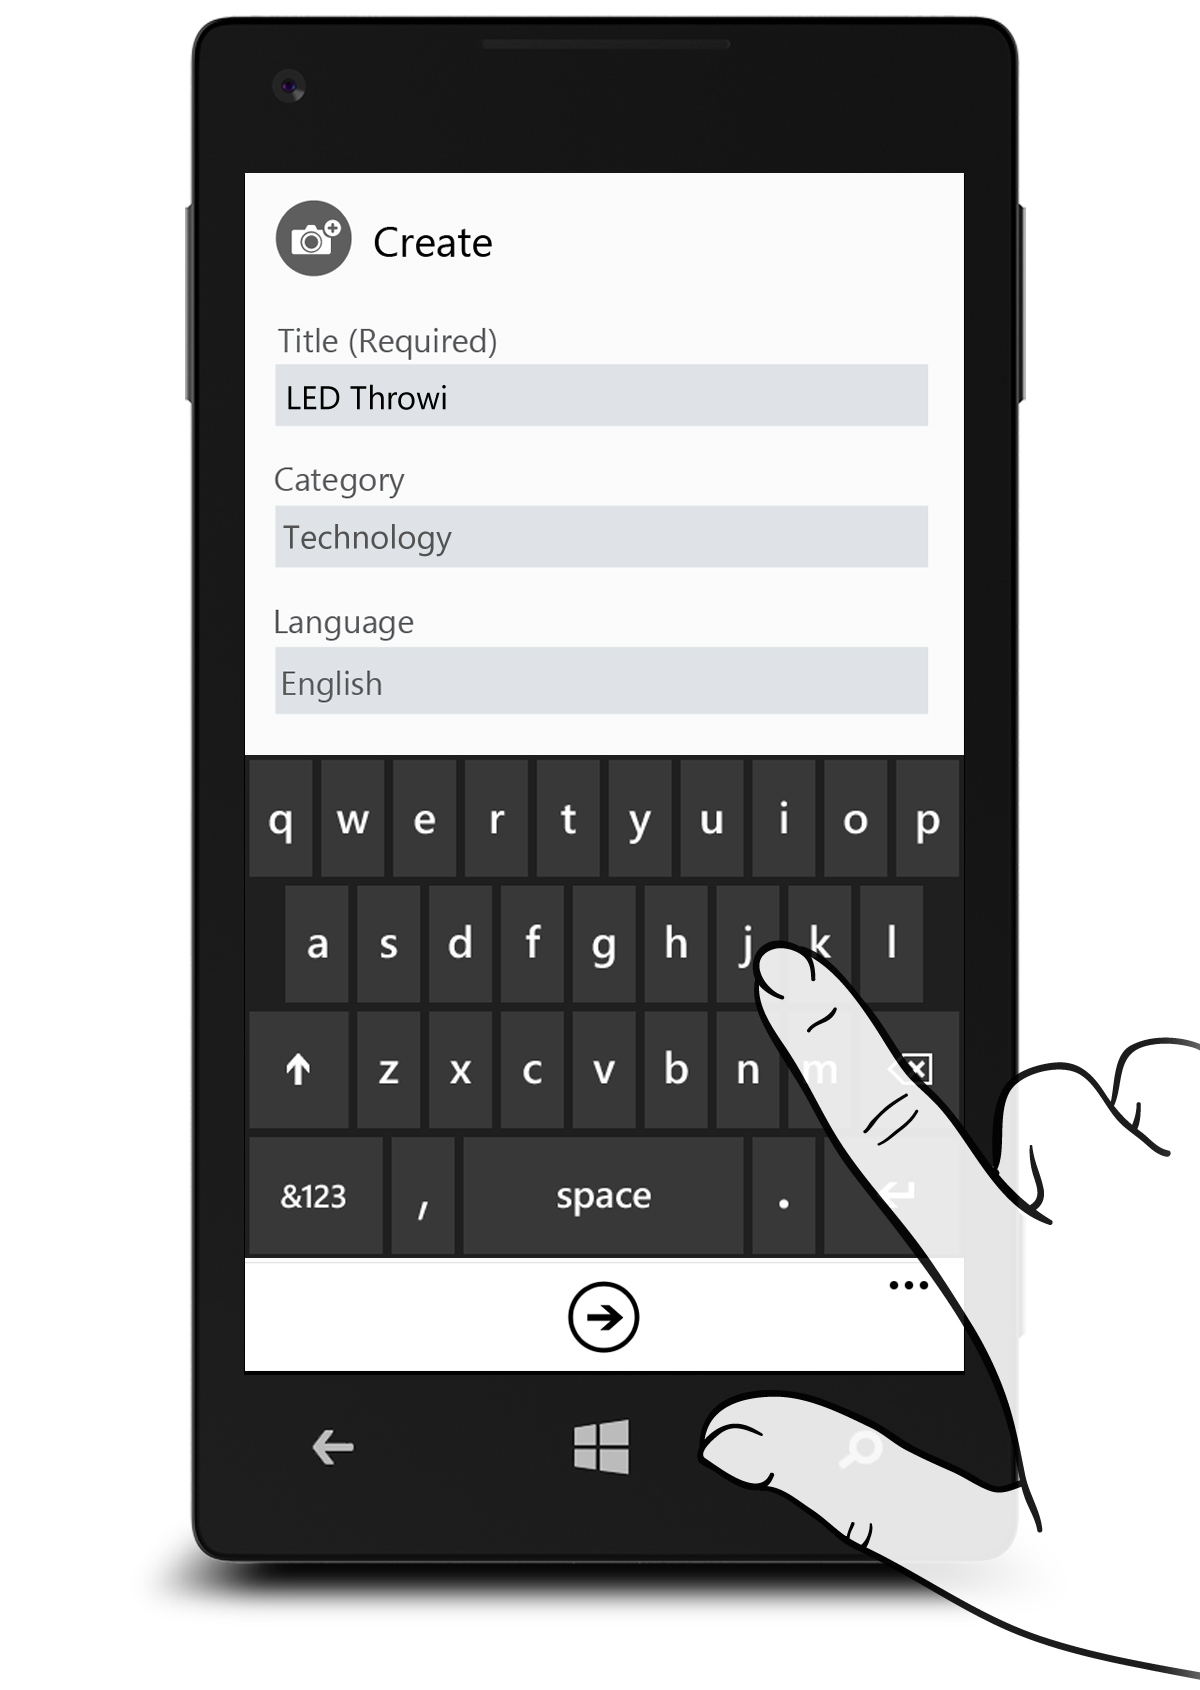 Create
Title (Required)
LED Throwi
Category
Technology
Language
English
q w e r t y u i o p
a s d f g h j k l
z x c v b n m
&123 , space .